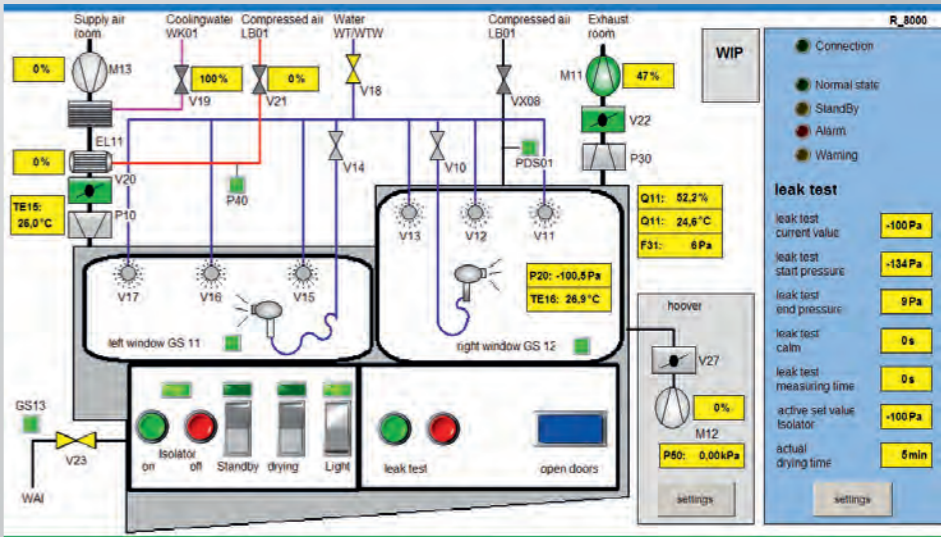 Supply air
room
Coolingwater
WK01
Compressed air
LB01
Water
WT/WTW
Compressed air
LB01
Exhaust
room
R_8000
0%
M13
V19
100%
V21
0%
V18
VX08
M11
47%
WIP
V22
P30
EL11
0%
V20
TE15:
26,0°C
P10
P40
V14
V10
PDS01
V17
V16
V15
V13
V12
V11
Q11: 52,2%
Q11: 24,6°C
F31: 6Pa
P20: -100,5Pa
TE16: 26,9°C
left window GS 11
right window GS 12
hoover
V27
0%
M12
P50: 0,00kPa
settings
GS13
V23
WAI
Isolator
on
off
Standby
drying
Light
leak test
open doors
Connection
Normal state
StandBy
Alarm
Warning
leak test
leak test
current value
-100Pa
leak test
start pressure
-134Pa
leak test
end pressure
9Pa
leak test
calm
0s
leak test
measuring time
0s
active set value
Isolator
-100Pa
actual
drying time
5min
settings